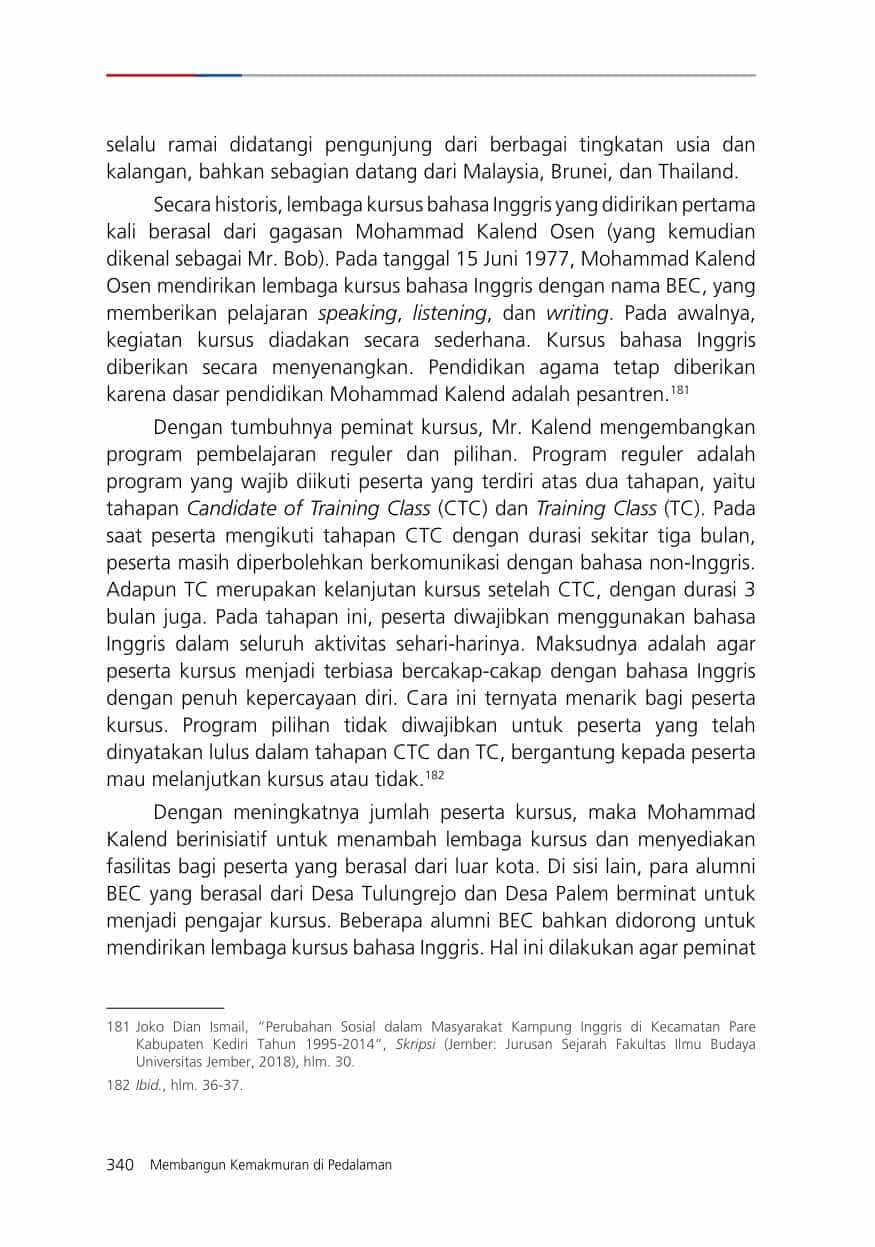 selalu ramai didatangi pengunjung dari berbagai tingkatan usia dan
kalangan, bahkan sebagian datang dari Malaysia, Brunei, dan Thailand.
Secara historis, lembaga kursus bahasa Inggris yang didirikan pertama
kali berasal dari gagasan Mohammad Kalend Osen (yang kemudian
dikenal sebagai Mr. Bob). Pada tanggal 15 Juni 1977, Mohammad Kalend
Osen mendirikan lembaga kursus bahasa Inggris dengan nama BEC, yang
memberikan pelajaran speaking, listening, dan writing. Pada awalnya,
kegiatan kursus diadakan secara sederhana. Kursus bahasa Inggris
diberikan secara menyenangkan. Pendidikan agama tetap diberikan
karena dasar pendidikan Mohammad Kalend adalah pesantren.181
Dengan tumbuhnya peminat kursus, Mr. Kalend mengembangkan
program pembelajaran reguler dan pilihan. Program reguler adalah
program yang wajib diikuti peserta yang terdiri atas dua tahapan, yaitu
tahapan Candidate of Training Class (CTC) dan Training Class (TC). Pada
saat peserta mengikuti tahapan CTC dengan durasi sekitar tiga bulan,
peserta masih diperbolehkan berkomunikasi dengan bahasa non-Inggris.
Adapun TC merupakan kelanjutan kursus setelah CTC, dengan durasi 3
bulan juga. Pada tahapan ini, peserta diwajibkan menggunakan bahasa
Inggris dalam seluruh aktivitas sehari-harinya. Maksudnya adalah agar
peserta kursus menjadi terbiasa bercakap-cakap dengan bahasa Inggris
dengan penuh kepercayaan diri. Cara ini ternyata menarik bagi peserta
kursus. Program pilihan tidak diwajibkan untuk peserta yang telah
dinyatakan lulus dalam tahapan CTC dan TC, bergantung kepada peserta
mau melanjutkan kursus atau tidak.182
Dengan meningkatnya jumlah peserta kursus, maka Mohammad
Kalend berinisiatif untuk menambah lembaga kursus dan menyediakan
fasilitas bagi peserta yang berasal dari luar kota. Di sisi lain, para alumni
BEC yang berasal dari Desa Tulungrejo dan Desa Palem berminat untuk
menjadi pengajar kursus. Beberapa alumni BEC bahkan didorong untuk
mendirikan lembaga kursus bahasa Inggris. Hal ini dilakukan agar peminat
181 Joko Dian Ismail, “Perubahan Sosial dalam Masyarakat Kampung Inggris di Kecamatan Pare
Kabupaten Kediri Tahun 1995-2014”, Skripsi (Jember: Jurusan Sejarah Fakultas Ilmu Budaya
Universitas Jember, 2018), hlm. 30.
182 Ibid., hlm. 36-37.
340 Membangun Kemakmuran di Pedalaman